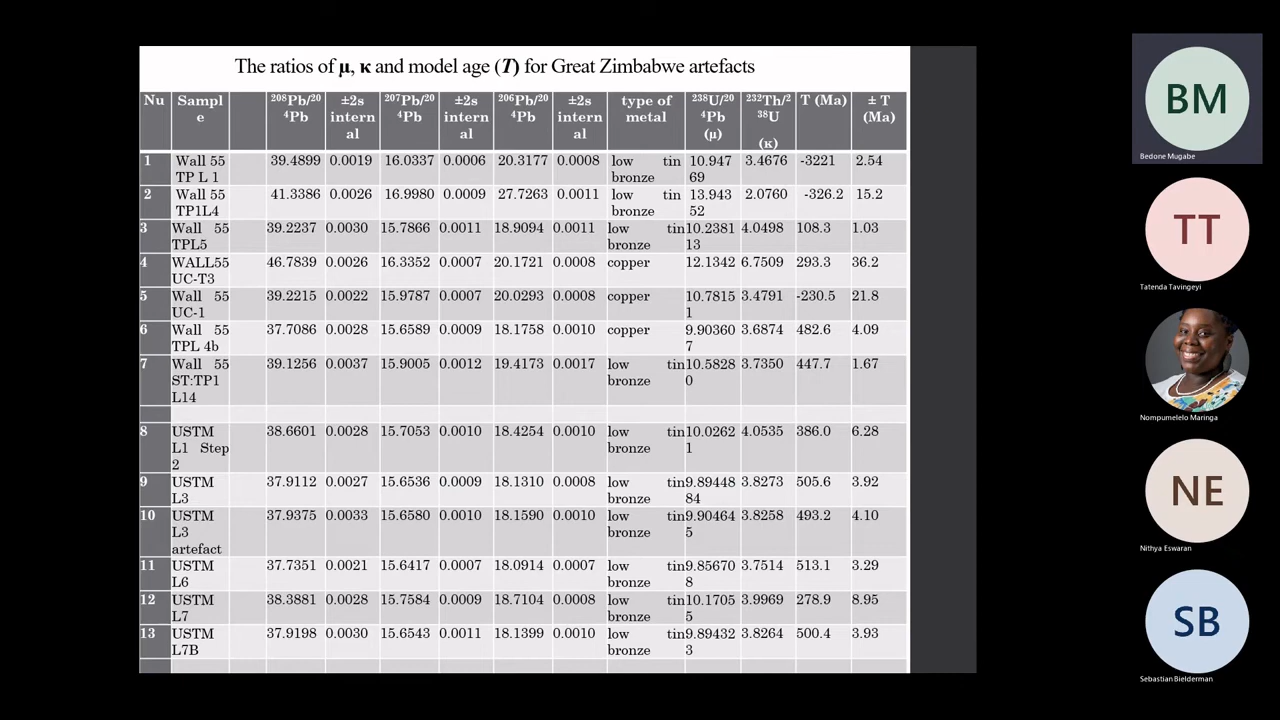 The ratios of μ, κ and model age (T) for Great Zimbabwe artefacts
Nu Sampl 208Pb/20 ±2s 207Pb/20 ±2s 206Pb/20 ±2s type of 238U/20 232Th/2 T (Ma) ± T
e 4Pb intern 4Pb intern 4Pb intern metal 4Pb 38U (Ma)
al al al (μ) (κ)
1 Wall 55 39.4899 0.0019 16.0337 0.0006 20.3177 0.0008 low tin 10.947 3.4676 -3221 2.54
TP L 1 bronze 69
2 Wall 55 41.3386 0.0026 16.9980 0.0009 27.7263 0.0011 low tin 13.943 2.0760 -326.2 15.2
TP1L4 bronze 52
3 Wall 55 39.2237 0.0030 15.7866 0.0011 18.9094 0.0011 low tin 10.2381 4.0498 108.3 1.03
TPL5 bronze 13
4 WALL55 46.7839 0.0026 16.3352 0.0007 20.1721 0.0008 copper 12.1342 6.7509 293.3 36.2
UC-T3
5 Wall 55 39.2215 0.0022 15.9787 0.0007 20.0293 0.0008 copper 10.7815 3.4791 -230.5 21.8
UC-1 1
6 Wall 55 37.7086 0.0028 15.6589 0.0009 18.1758 0.0010 copper 9.90360 3.6874 482.6 4.09
TPL 4b 7
7 Wall 55 39.1256 0.0037 15.9005 0.0012 19.4173 0.0017 low tin 10.5828 3.7350 447.7 1.67
ST:TP1 bronze 0
L14
8 USTM 38.6601 0.0028 15.7053 0.0010 18.4254 0.0010 low tin 10.0262 4.0535 386.0 6.28
L1 Step bronze 1
2
9 USTM 37.9112 0.0027 15.6536 0.0009 18.1310 0.0008 low tin 9.89448 3.8273 505.6 3.92
L3 bronze 84
10 USTM 37.9375 0.0033 15.6580 0.0010 18.1590 0.0010 low tin 9.90464 3.8258 493.2 4.10
L3 bronze 5
artefact
11 USTM 37.7351 0.0021 15.6417 0.0007 18.0914 0.0007 low tin 9.85670 3.7514 513.1 3.29
L6 bronze 8
12 USTM 38.3881 0.0028 15.7584 0.0009 18.7104 0.0008 low tin 10.1705 3.9969 278.9 8.95
L7 bronze 5
13 USTM 37.9198 0.0030 15.6543 0.0011 18.1399 0.0010 low tin 9.89432 3.8264 500.4 3.93
L7B bronze 3
BM
Bedone Mugabe
TT
Tatenda Tavingeyi
Nompumelelo Maringa
NE
Nithya Eswaran
SB
Sebastian Bielderman